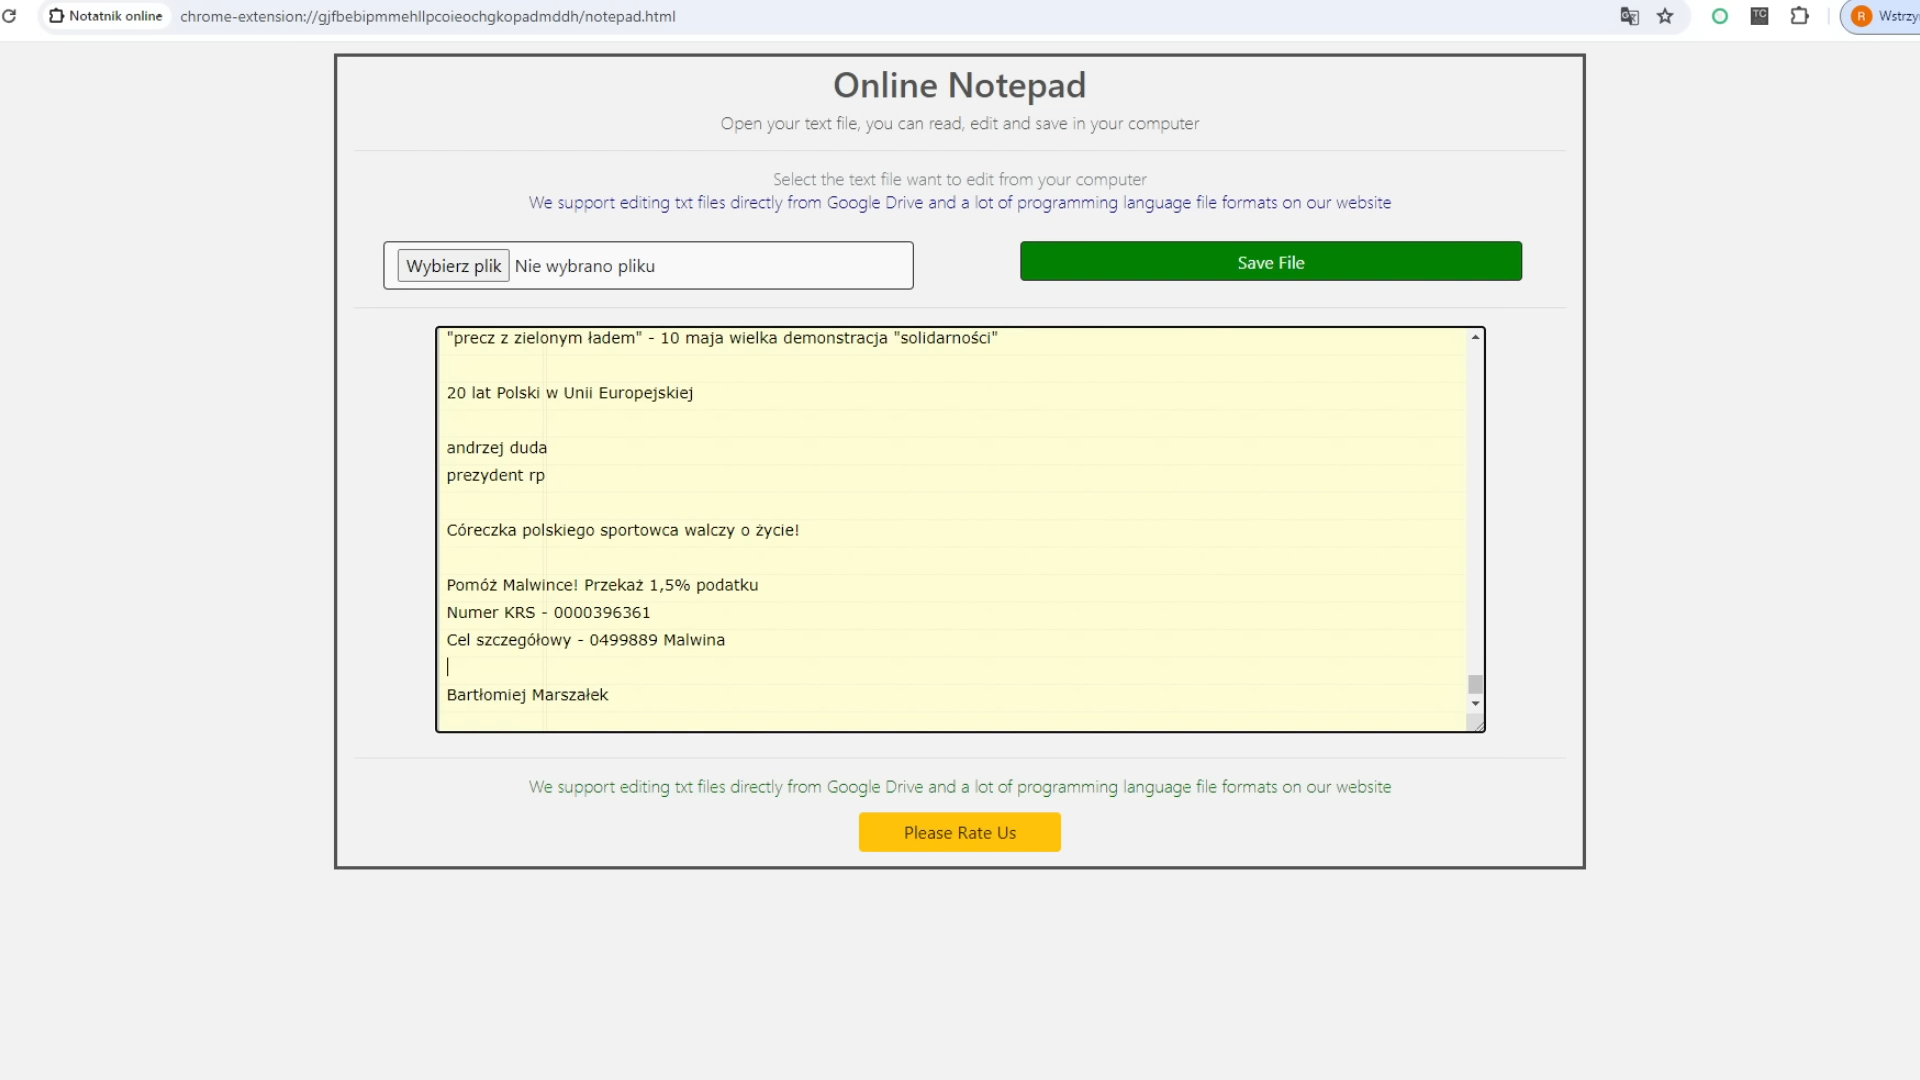 Notatnik online
chrome-extension://gjfbebipmmehllpcoieochgkopadmddh/notepad.html
TC
R
Wstrzy
Online Notepad
Open your text file, you can read, edit and save in your computer
Select the text file want to edit from your computer
We support editing txt files directly from Google Drive and a lot of programming language file formats on our website
Wybierz plik Nie wybrano pliku
Save File
"precz z zielonym ładem" - 10 maja wielka demonstracja "solidarności"
20 lat Polski w Unii Europejskiej
andrzej duda
prezydent rp
Córeczka polskiego sportowca walczy o życie!
Pomóż Malwince! Przekaż 1,5% podatku
Numer KRS - 0000396361
Cel szczegółowy - 0499889 Malwina
Bartłomiej Marszałek
We support editing txt files directly from Google Drive and a lot of programming language file formats on our website
Please Rate Us